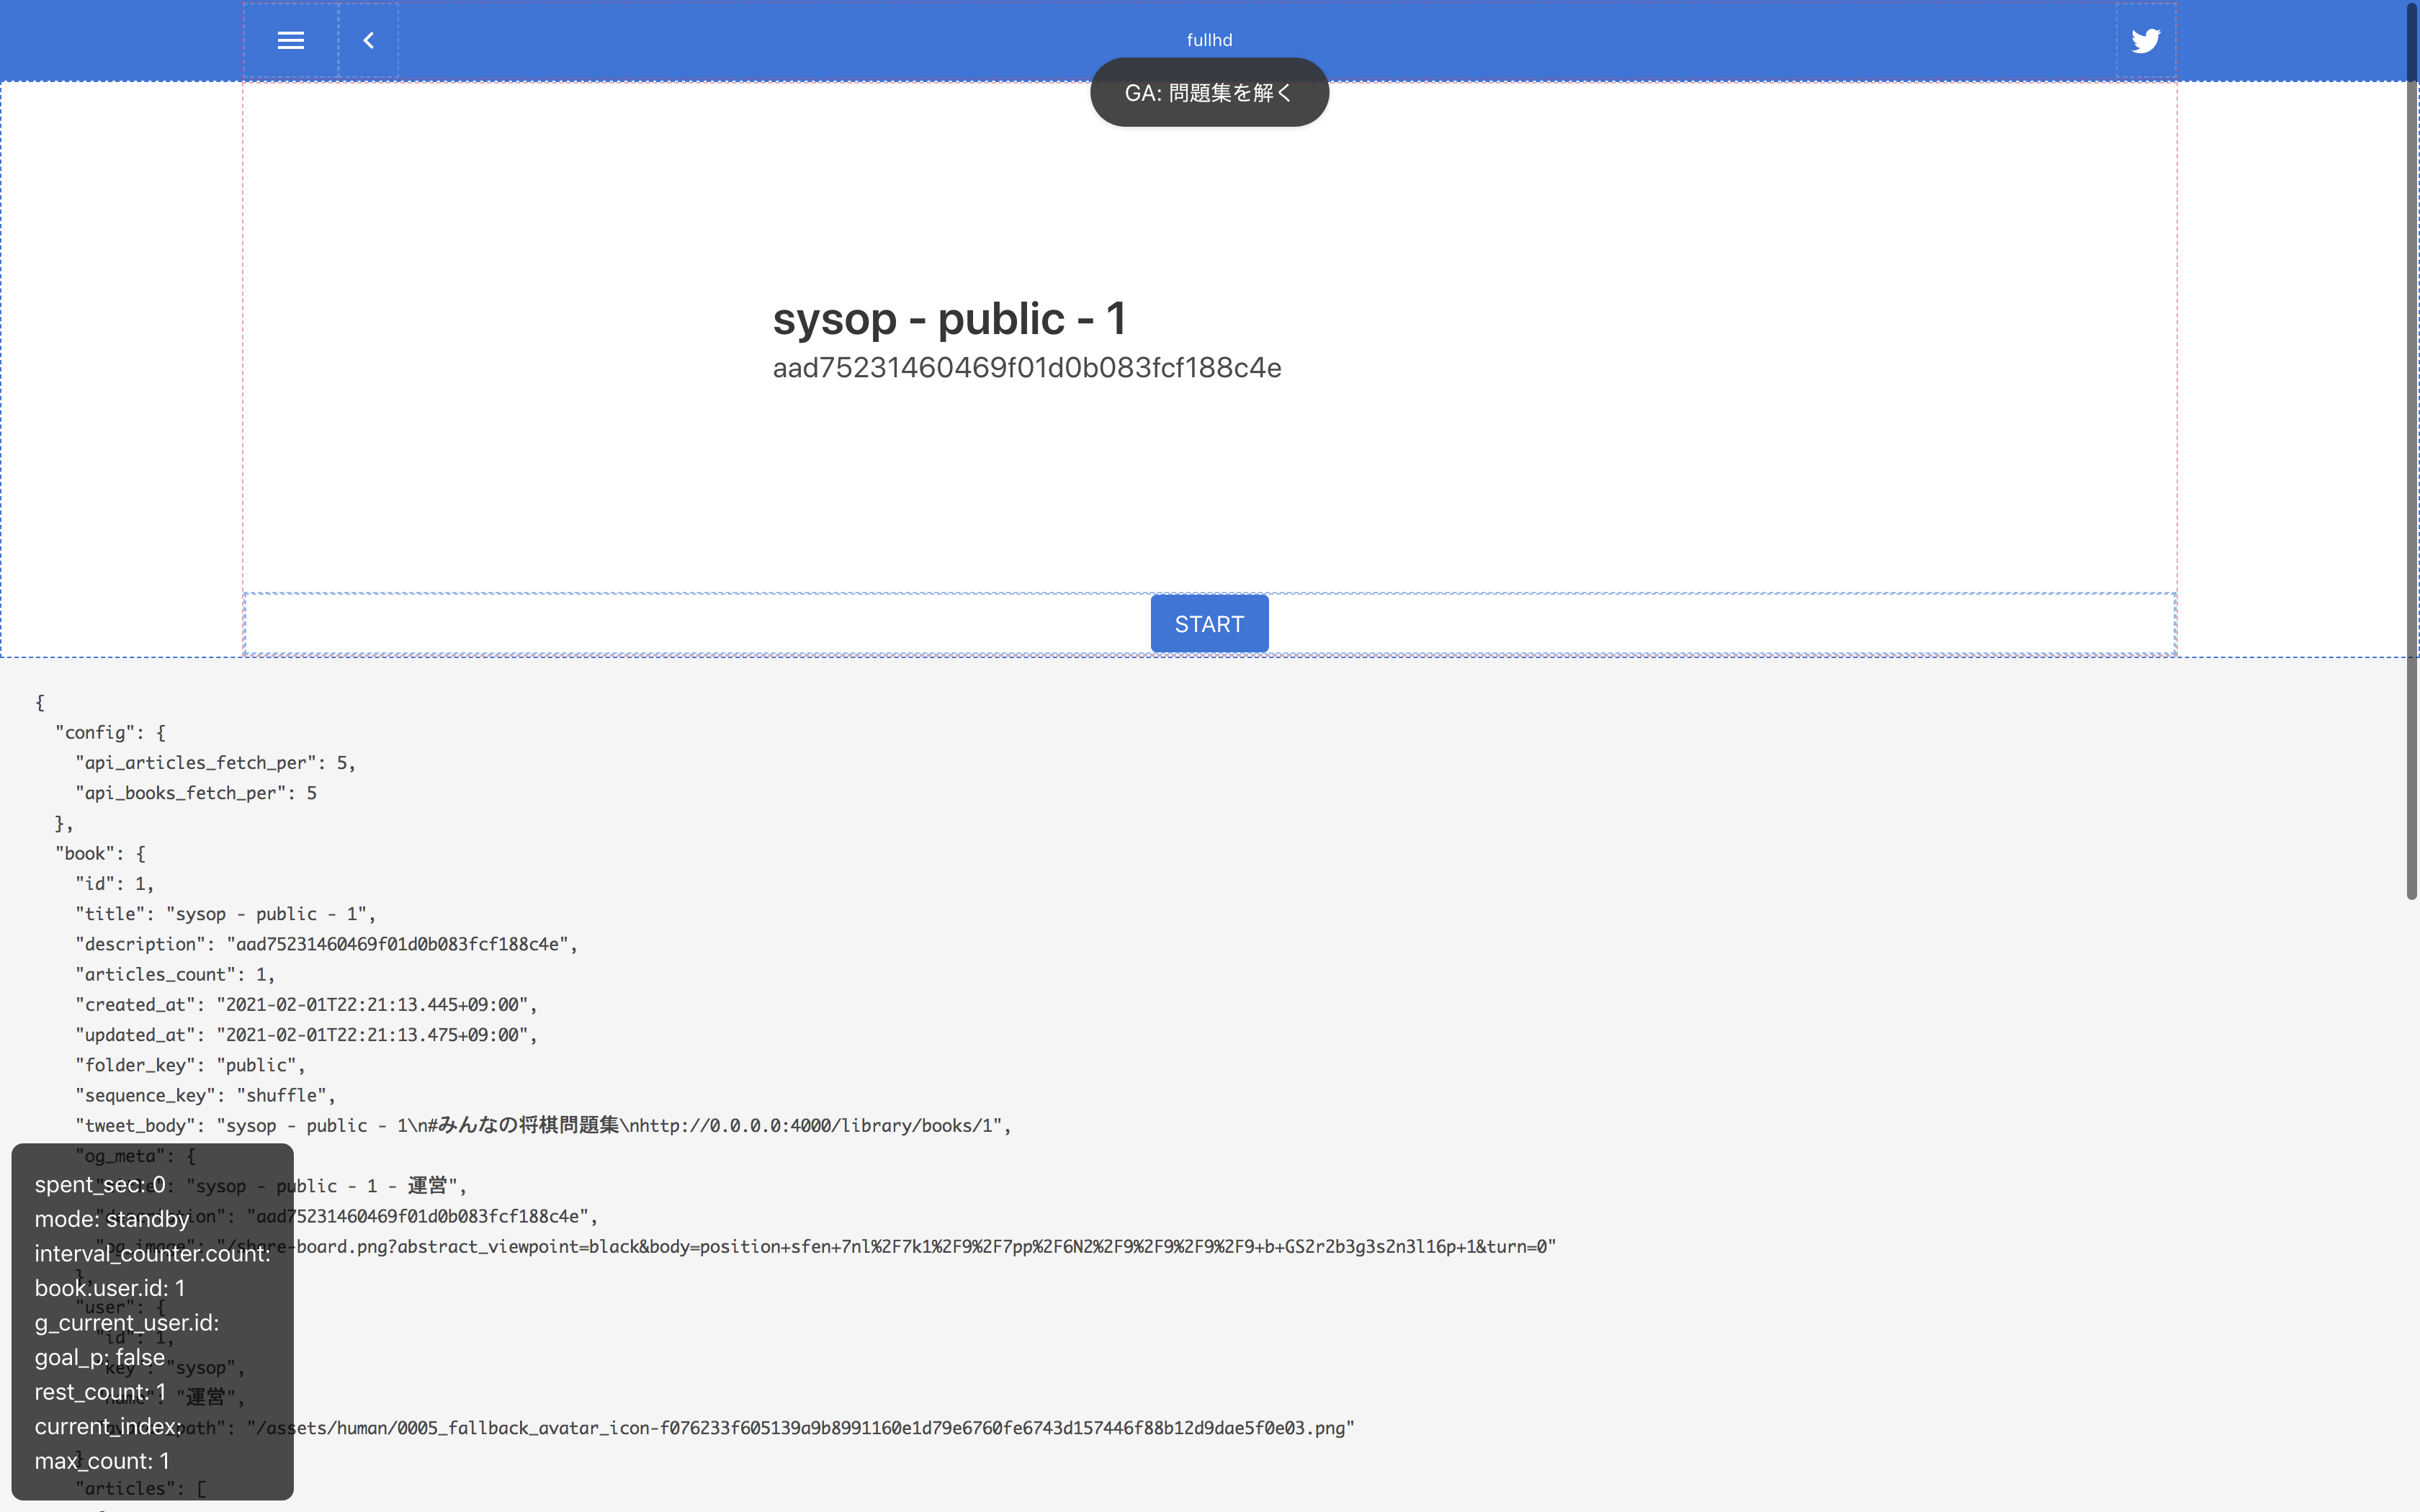 fullhd
GA: 問題集を解く
sysop - public - 1
aad75231460469f01d0b083fcf188c4e
START
{
"config": {
"api_articles_fetch_per": 5,
"api_books_fetch_per": 5
},
"book": {
"id": 1,
"title": "sysop - public - 1",
"description": "aad75231460469f01d0b083fcf188c4e",
"articles_count": 1,
"created_at": "2021-02-01T22:21:13.445+09:00",
"updated_at": "2021-02-01T22:21:13.475+09:00",
"folder_key": "public",
"sequence_key": "shuffle",
"tweet_body": "sysop - public - 1\n#みんなの将棋問題集\nhttp://0.0.0.0:4000/library/books/1",
"og_meta": {
"sysop - public - 1 - 運営",
"aad75231460469f01d0b083fcf188c4e",
"og_image": "/share-board.png?abstract_viewpoint=black&body=position+sfen+7nl%2F7k1%2F9%2F7pp%2F6N2%2F9%2F9%2F9%2F9+b+GS2r2b3g3s2n3l16p+1&turn=0"
},
"user": {
"id": 1,
"key": "sysop",
"運営",
"/assets/human/0005_fallback_avatar_icon-f076233f605139a9b8991160e1d79e6760fe6743d157446f88b12d9dae5f0e03.png"
}
"articles": [
spent_sec: 0
mode: standby
interval_counter.count:
book.user.id: 1
g_current_user.id:
goal_p: false
rest_count: 1
current_index:
max_count: 1